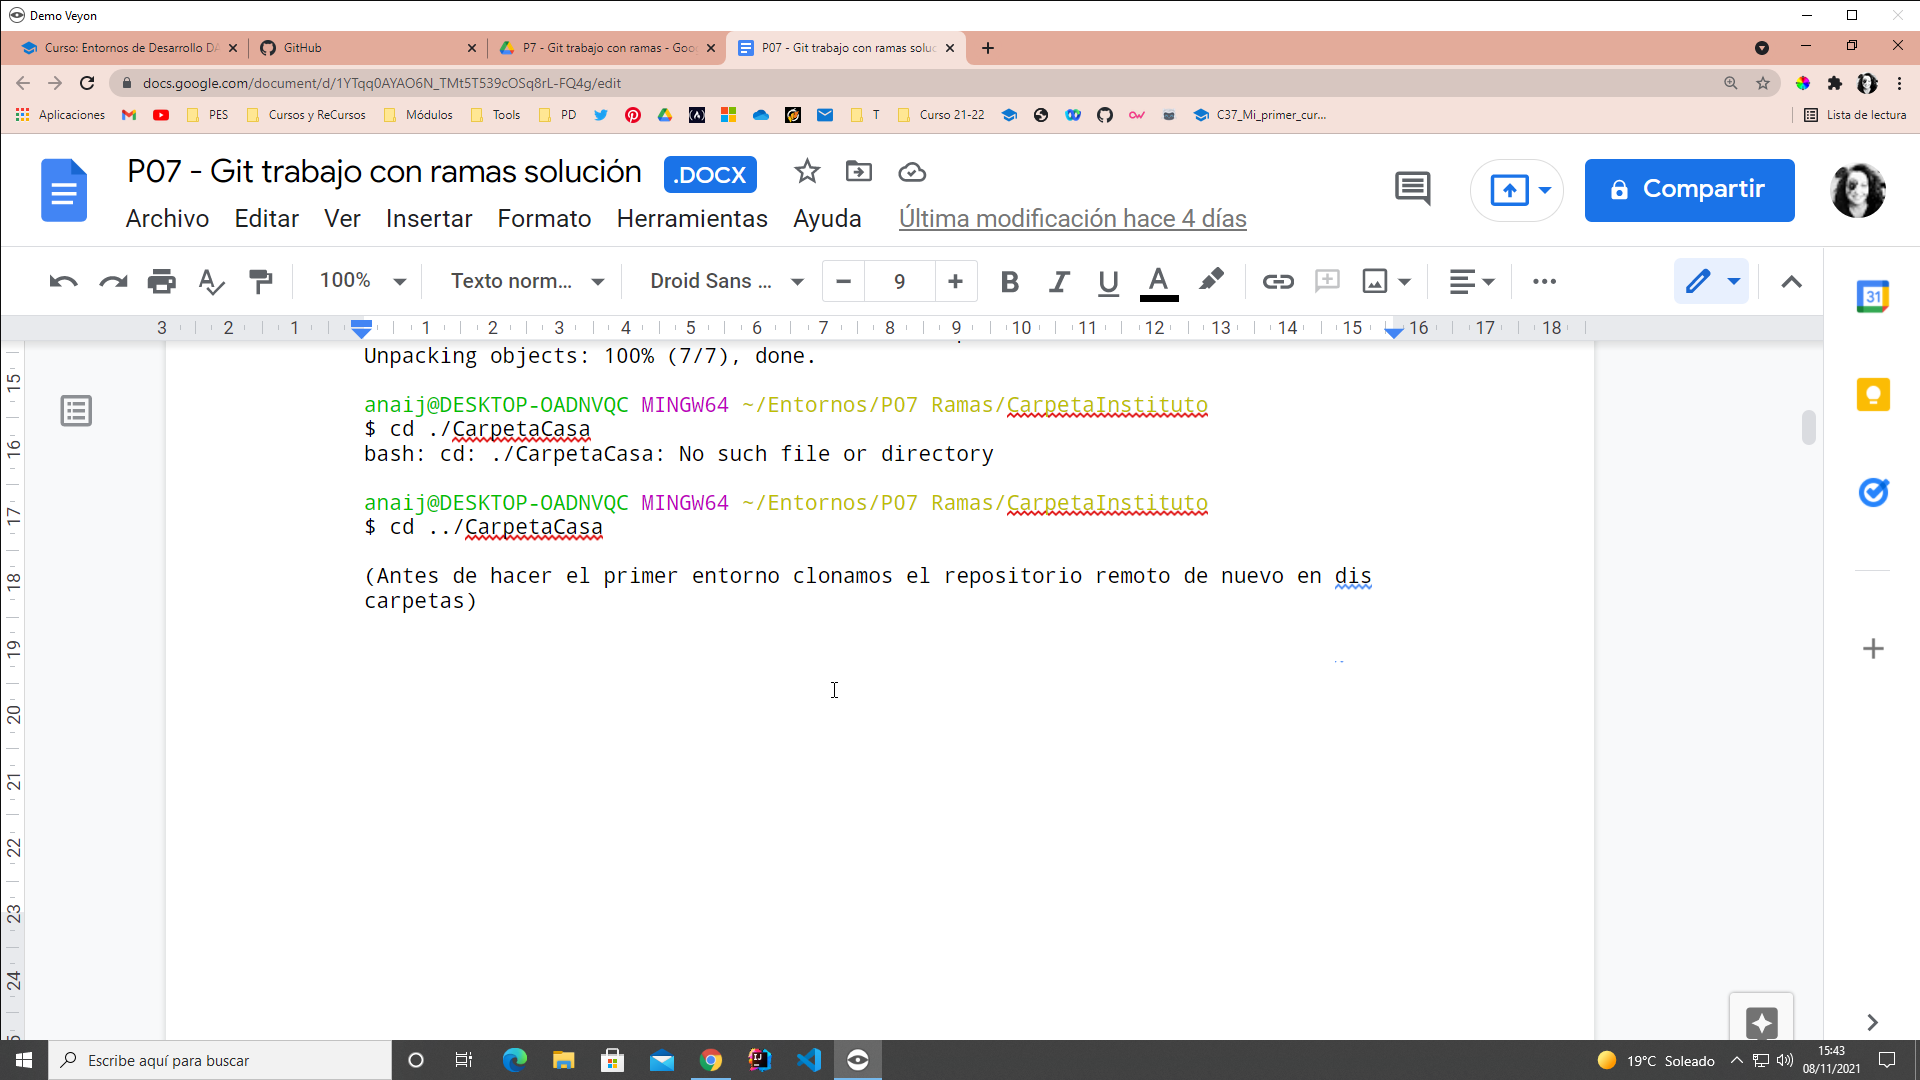 Demo Veyon
Curso: Entornos de Desarrollo DA
GitHub
P7 - Git trabajo con ramas - Goo
P07 - Git trabajo con ramas soluc
docs.google.com/document/d/1YTqq0AYAO6N_TMt5T539cOSq8rL-FQ4g/edit
Aplicaciones
PES
Cursos y ReCursos
Módulos
Tools
PD
T
Curso 21-22
C37_Mi_primer_cur...
Lista de lectura
P07 - Git trabajo con ramas solución
.DOCX
Compartir
Archivo Editar Ver Insertar Formato Herramientas Ayuda
Última modificación hace 4 días
100%
Texto norm...
Droid Sans ...
9
B I U A
31
3 2 1 1 2 3 4 5 6 7 8 9 10 11 12 13 14 15 16 17 18
15
16
17
18
19
20
21
22
23
24
Unpacking objects: 100% (7/7), done.
anaij@DESKTOP-OADNVQC MINGW64 ~/Entornos/P07 Ramas/CarpetaInstituto
$ cd ./CarpetaCasa
bash: cd: ./CarpetaCasa: No such file or directory
anaij@DESKTOP-OADNVQC MINGW64 ~/Entornos/P07 Ramas/CarpetaInstituto
$ cd ../CarpetaCasa
(Antes de hacer el primer entorno clonamos el repositorio remoto de nuevo en dis
carpetas)
Escribe aquí para buscar
19°C Soleado
15:43
08/11/2021